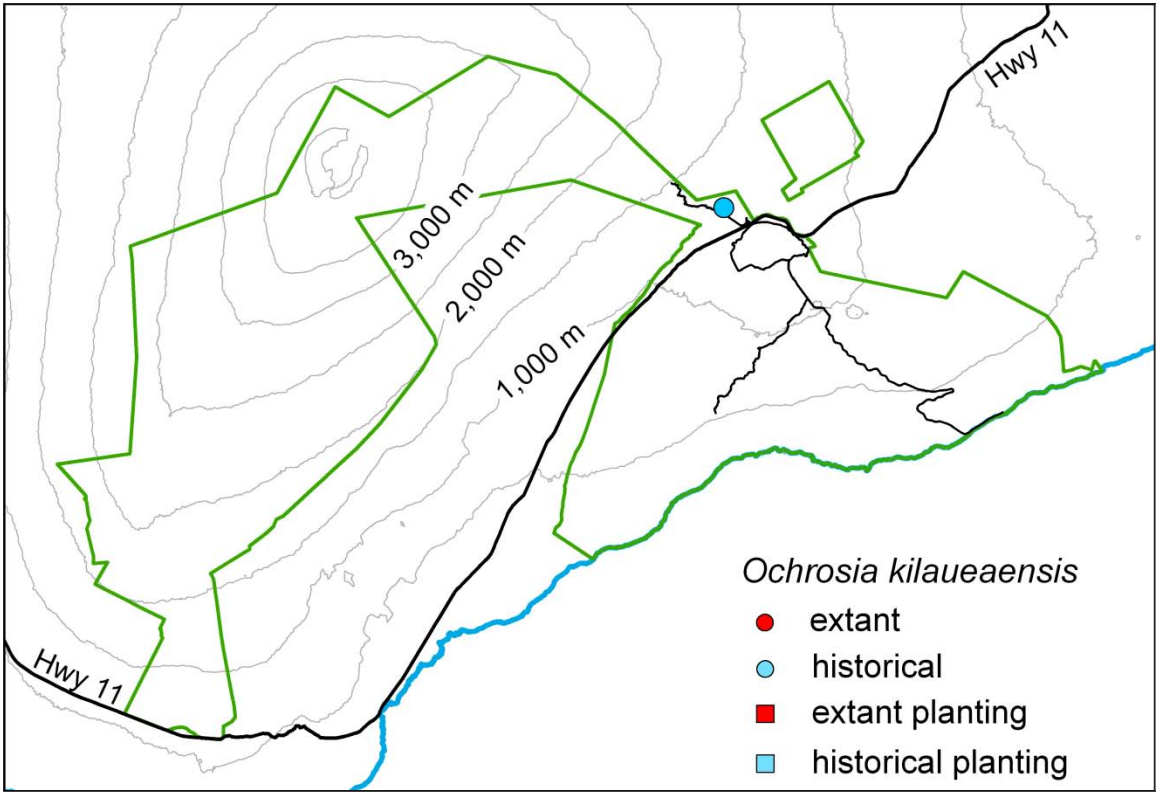 Hwy 11
3,000 m
2,000 m
1,000 m
Hwy 11
Ochrosia kilaueaensis
extant
historical
extant planting
historical planting